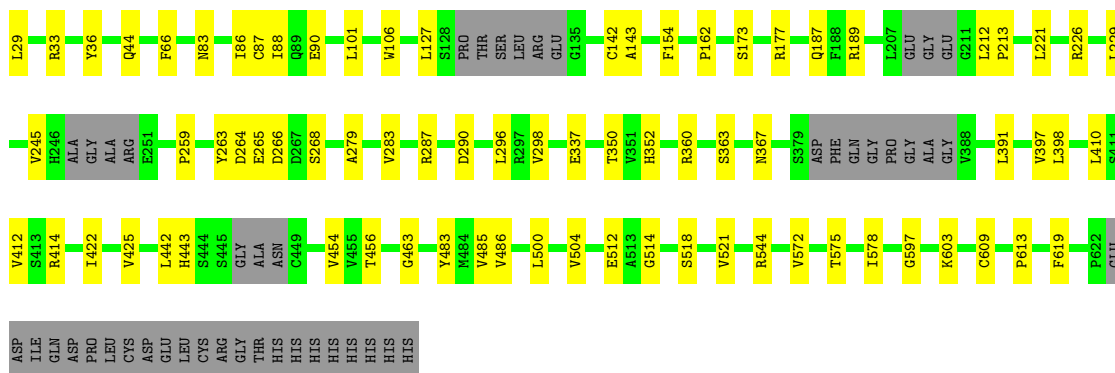 L29 R33 Y36 Q44 F66 N83 I86 C87 I88 Q89 E90 L101 W106 L127 S128 PRO THR SER LEU ARG GLU G135 C142 A143 F154 P162 S173 R177 Q187 F188 R189 L207 GLU GLY GLU G211 L212 P213 L221 R226 L229
V245 H246 ALA GLY ALA ARG E251 P259 Y263 D264 E265 D266 D267 S268 A279 V283 R287 D290 L296 R297 V298 E337 T350 V351 H352 R360 S363 N367 S379 ASP PHE GLN GLY PRO GLY ALA GLY V388 L391 V397 L398 L410 S411
V412 S413 R414 I422 V425 L442 H443 S444 S445 GLY ALA ASN C449 V454 V455 T456 G463 Y483 M484 V485 V486 L500 V504 E512 A513 G514 S518 V521 R544 V572 T575 I578 G597 K603 C609 P613 F619 P622 GLU
ASP ILE GLN ASP PRO LEU CYS ASP GLU LEU CYS ARG GLY THR HIS HIS HIS HIS HIS HIS